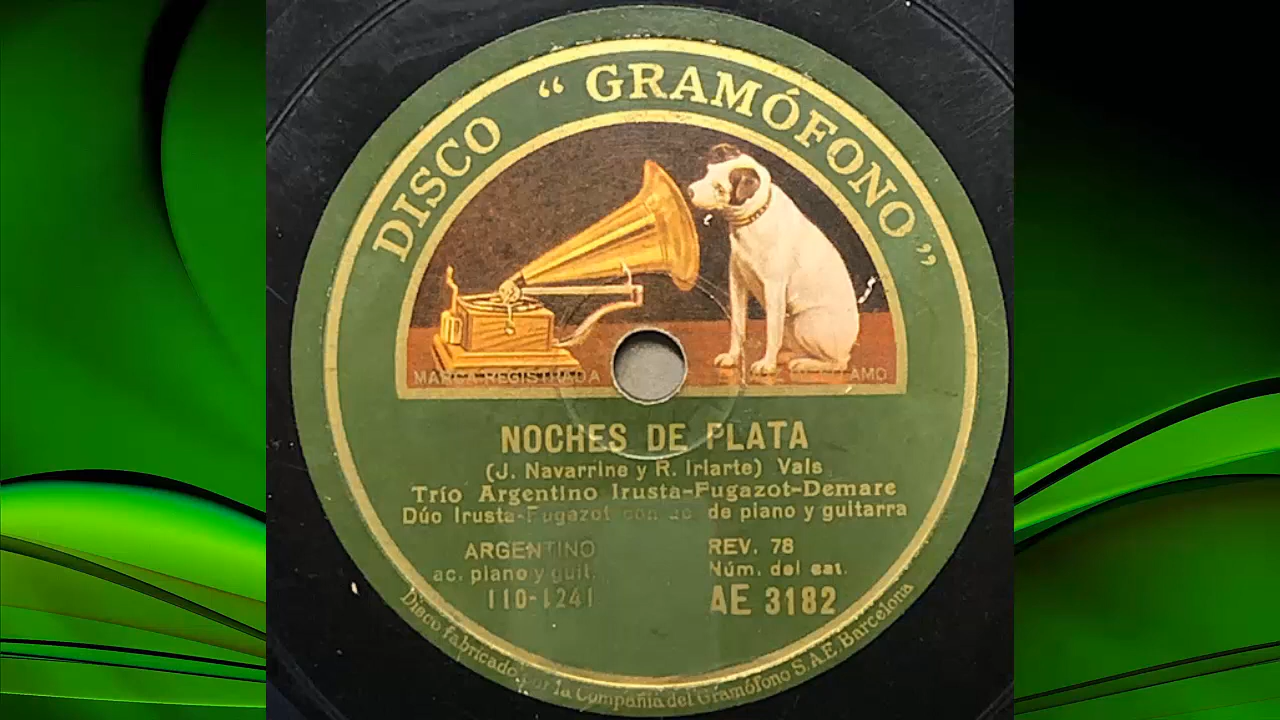 DISCO “ GRAMÓFONO ”
MARCA REGISTRADA
NOCHES DE PLATA
(J. Navarrine y R. Iriarte) Vals
Trío Argentino Irusta-Fugazot-Demare
Dúo Irusta-Fugazot con ac. de piano y guitarra
ARGENTINO
REV. 78
ac. piano y guit.
Núm. del cat.
110-1241
AE 3182
Disco fabricado por la Compañía del Gramófono S.A.E. Barcelona